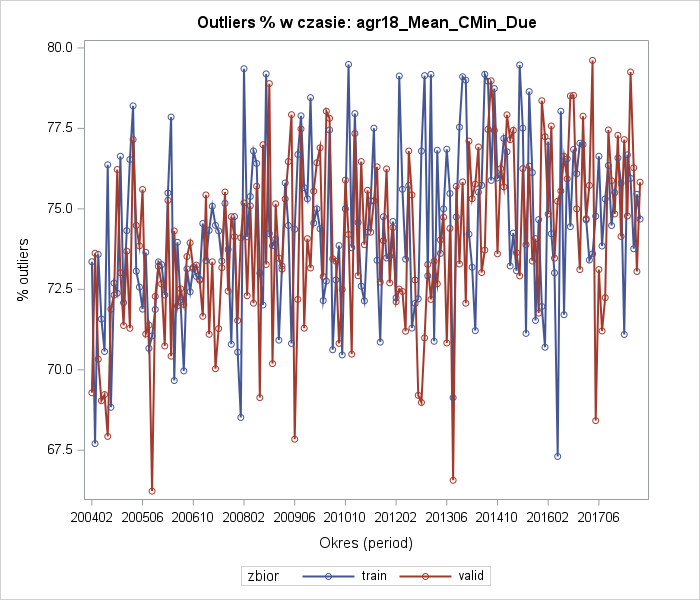 Outliers % w czasie: agr18_Mean_CMin_Due
% outliers
80.0
77.5
75.0
72.5
70.0
67.5
200402 200506 200610 200802 200906 201010 201202 201306 201410 201602 201706
Okres (period)
zbior train valid